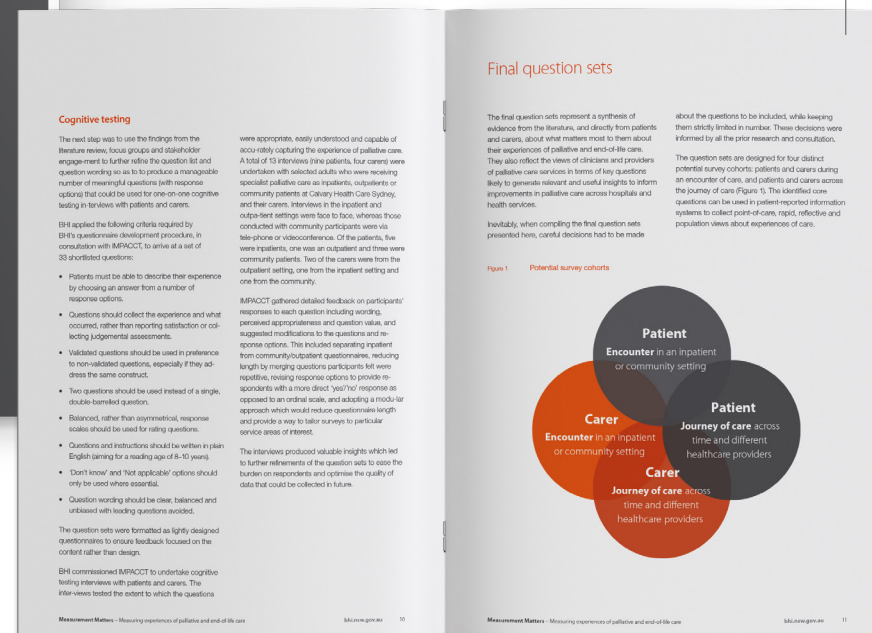 Cognitive testing
The next step was to use the findings from the
literature review, focus groups and stakeholder
engage-ment to further refine the question list and
question wording so as to to produce a manageable
number of meaningful questions (with response
options) that could be used for one-on-one cognitive
testing in-terviews with patients and carers.
BHI applied the following criteria required by
BHI's questionnaire development procedure, in
consultation with IMPACCT, to arrive at a set of
33 shortlisted questions:
• Patients must be able to describe their experience
by choosing an answer from a number of
response options.
• Questions should collect the experience and what
occurred, rather than reporting satisfaction or col-
lecting judgemental assessments.
• Validated questions should be used in preference
to non-validated questions, especially if they ad-
dress the same construct.
• Two questions should be used instead of a single,
double-barrelled question.
• Balanced, rather than asymmetrical, response
scales should be used for rating questions.
• Questions and instructions should be written in plain
English (aiming for a reading age of 8–10 years).
• 'Don't know' and 'Not applicable' options should
only be used where essential.
• Question wording should be clear, balanced and
unbiased with leading questions avoided.
The question sets were formatted as lightly designed
questionnaires to ensure feedback focused on the
content rather than design.
BHI commissioned IMPACCT to undertake cognitive
testing interviews with patients and carers. The
inter-views tested the extent to which the questions
were appropriate, easily understood and capable of
accu-rately capturing the experience of palliative care.
A total of 13 interviews (nine patients, four carers) were
undertaken with selected adults who were receiving
specialist palliative care as inpatients, outpatients or
community patients at Calvary Health Care Sydney,
and their carers. Interviews in the inpatient and
outpa-tient settings were face to face, whereas those
conducted with community participants were via
tele-phone or videoconference. Of the patients, five
were inpatients, one was an outpatient and three were
community patients. Two of the carers were from the
outpatient setting, one from the inpatient setting and
one from the community.
IMPACCT gathered detailed feedback on participants'
responses to each question including wording,
perceived appropriateness and question value, and
suggested modifications to the questions and re-
sponse options. This included separating inpatient
from community/outpatient questionnaires, reducing
length by merging questions participants felt were
repetitive, revising response options to provide re-
spondents with a more direct 'yes'/'no' response as
opposed to an ordinal scale, and adopting a modu-lar
approach which would reduce questionnaire length
and provide a way to tailor surveys to particular
service areas of interest.
The interviews produced valuable insights which led
to further refinements of the question sets to ease the
burden on respondents and optimise the quality of
data that could be collected in future.
Measurement Matters – Measuring experiences of palliative and end-of-life care
bhi.nsw.gov.au 10
Final question sets
The final question sets represent a synthesis of
evidence from the literature, and directly from patients
and carers, about what matters most to them about
their experiences of palliative and end-of-life care.
They also reflect the views of clinicians and providers
of palliative care services in terms of key questions
likely to generate relevant and useful insights to inform
improvements in palliative care across hospitals and
health services.
Inevitably, when compiling the final question sets
presented here, careful decisions had to be made
about the questions to be included, while keeping
them strictly limited in number. These decisions were
informed by all the prior research and consultation.
The question sets are designed for four distinct
potential survey cohorts: patients and carers during
an encounter of care, and patients and carers across
the journey of care (Figure 1). The identified core
questions can be used in patient-reported information
systems to collect point-of-care, rapid, reflective and
population views about experiences of care.
Figure 1 Potential survey cohorts
Patient
Encounter in an inpatient
or community setting
Patient
Journey of care across
time and different
healthcare providers
Carer
Encounter in an inpatient
or community setting
Carer
Journey of care across
time and different
healthcare providers
Measurement Matters – Measuring experiences of palliative and end-of-life care
bhi.nsw.gov.au 11